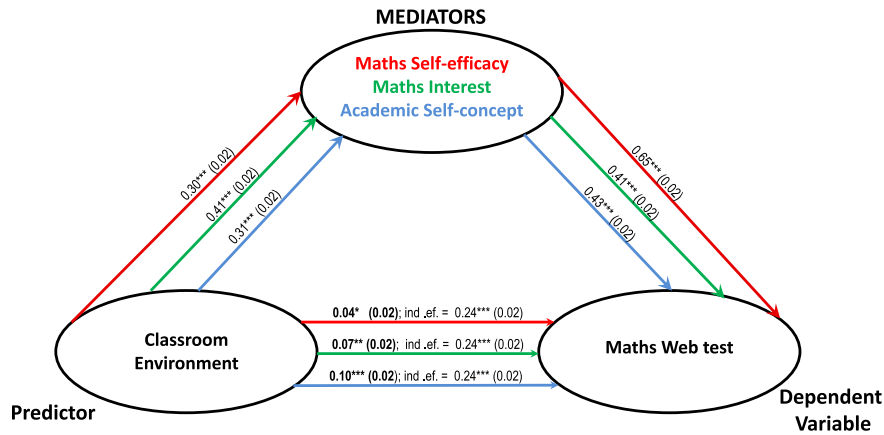 MEDIATORS
Maths Self-efficacy
Maths Interest
Academic Self-concept
0.30*** (0.02)
0.41*** (0.02)
0.31*** (0.02)
0.43*** (0.02)
0.41*** (0.02)
0.65*** (0.02)
Classroom
Environment
0.04* (0.02); ind .ef. = 0.24*** (0.02)
0.07** (0.02); ind .ef. = 0.24*** (0.02)
0.10*** (0.02); ind .ef. = 0.24*** (0.02)
Maths Web test
Predictor
Dependent
Variable